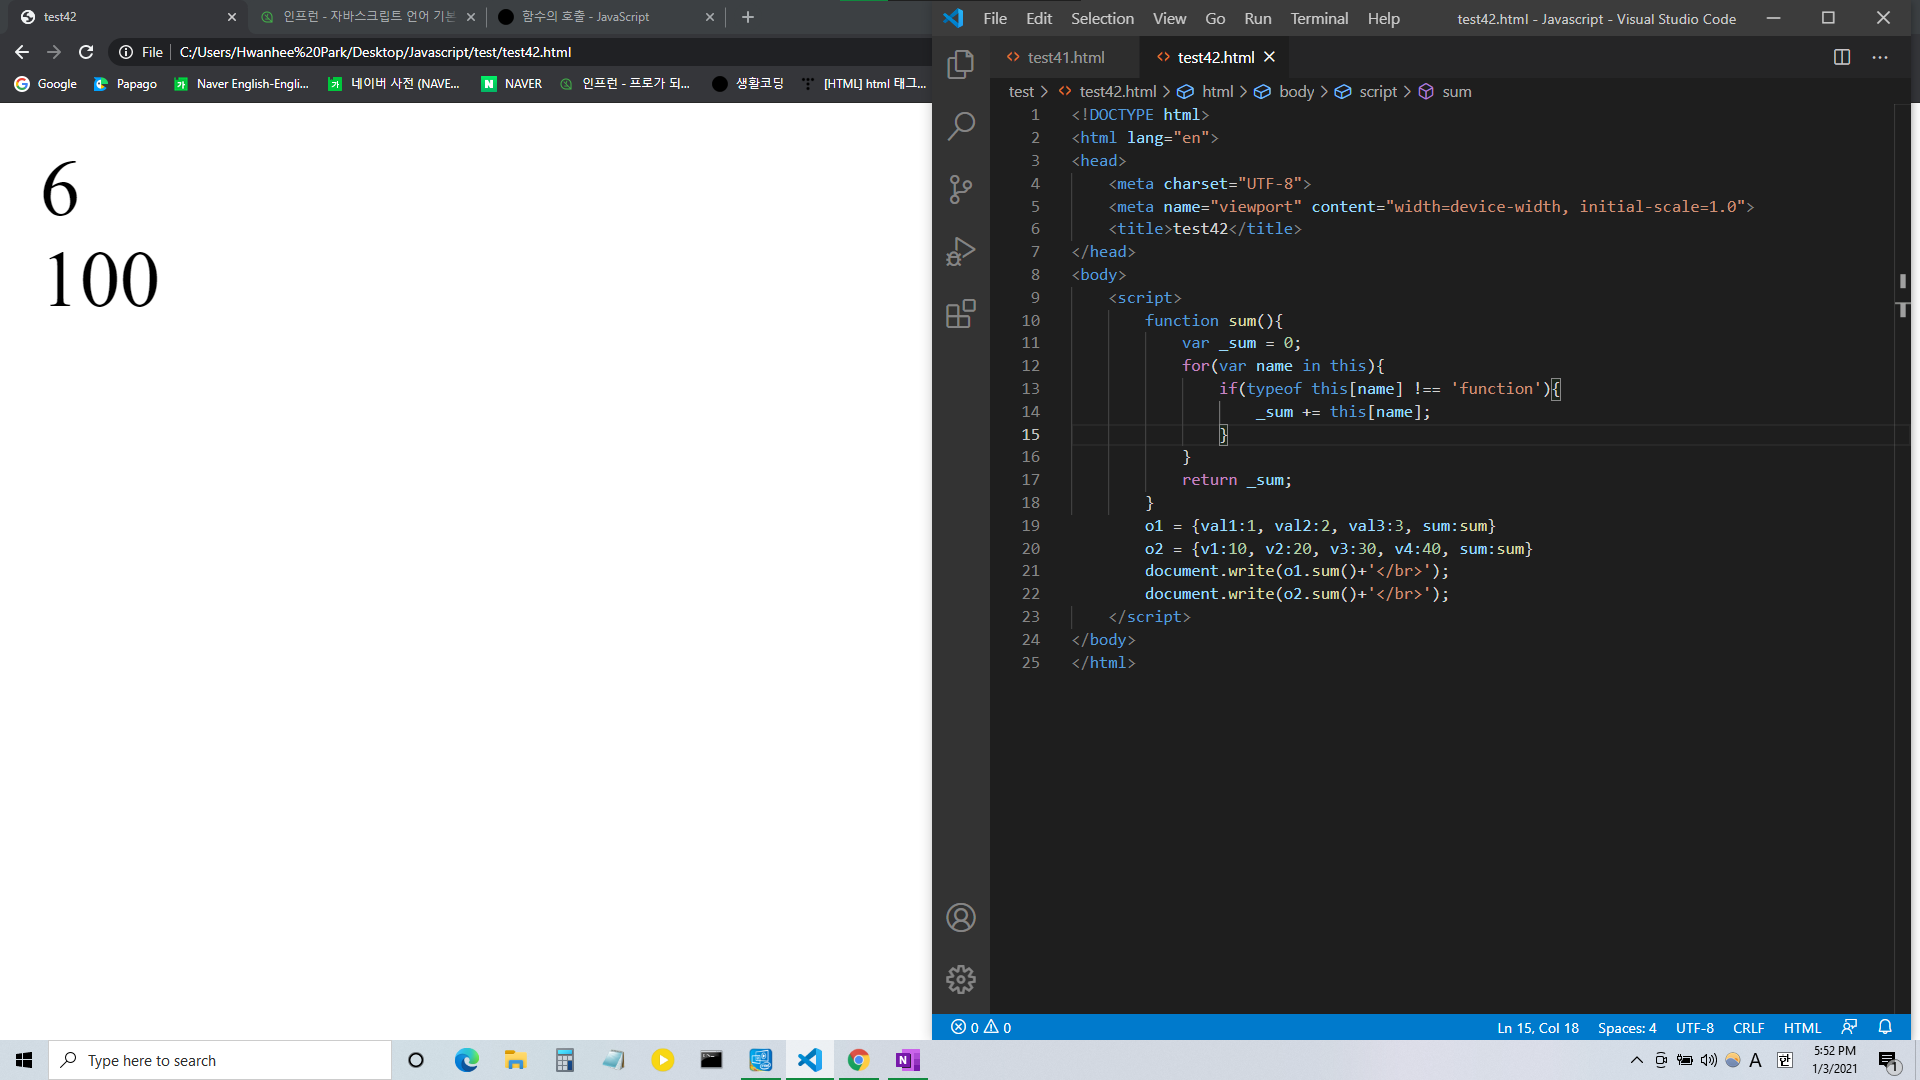 test42
인프런 - 자바스크립트 언어 기본
함수의 호출 - JavaScript
File
C:/Users/Hwanhee%20Park/Desktop/Javascript/test/test42.html
Google
Papago
Naver English-Engli...
네이버 사전 (NAVE...
NAVER
인프런 - 프로가 되...
생활코딩
[HTML] html 태그...
6
100
File Edit Selection View Go Run Terminal Help
test42.html - Javascript - Visual Studio Code
test41.html
test42.html
test > test42.html > html > body > script > sum
1 <!DOCTYPE html>
2 <html lang="en">
3 <head>
4 <meta charset="UTF-8">
5 <meta name="viewport" content="width=device-width, initial-scale=1.0">
6 <title>test42</title>
7 </head>
8 <body>
9 <script>
10 function sum(){
11 var _sum = 0;
12 for(var name in this){
13 if(typeof this[name] !== 'function'){
14 _sum += this[name];
15 }
16 }
17 return _sum;
18 }
19 o1 = {val1:1, val2:2, val3:3, sum:sum}
20 o2 = {v1:10, v2:20, v3:30, v4:40, sum:sum}
21 document.write(o1.sum()+'</br>');
22 document.write(o2.sum()+'</br>');
23 </script>
24 </body>
25 </html>
0 0
Ln 15, Col 18 Spaces: 4 UTF-8 CRLF HTML
Type here to search
A
한
5:52 PM
1/3/2021
1